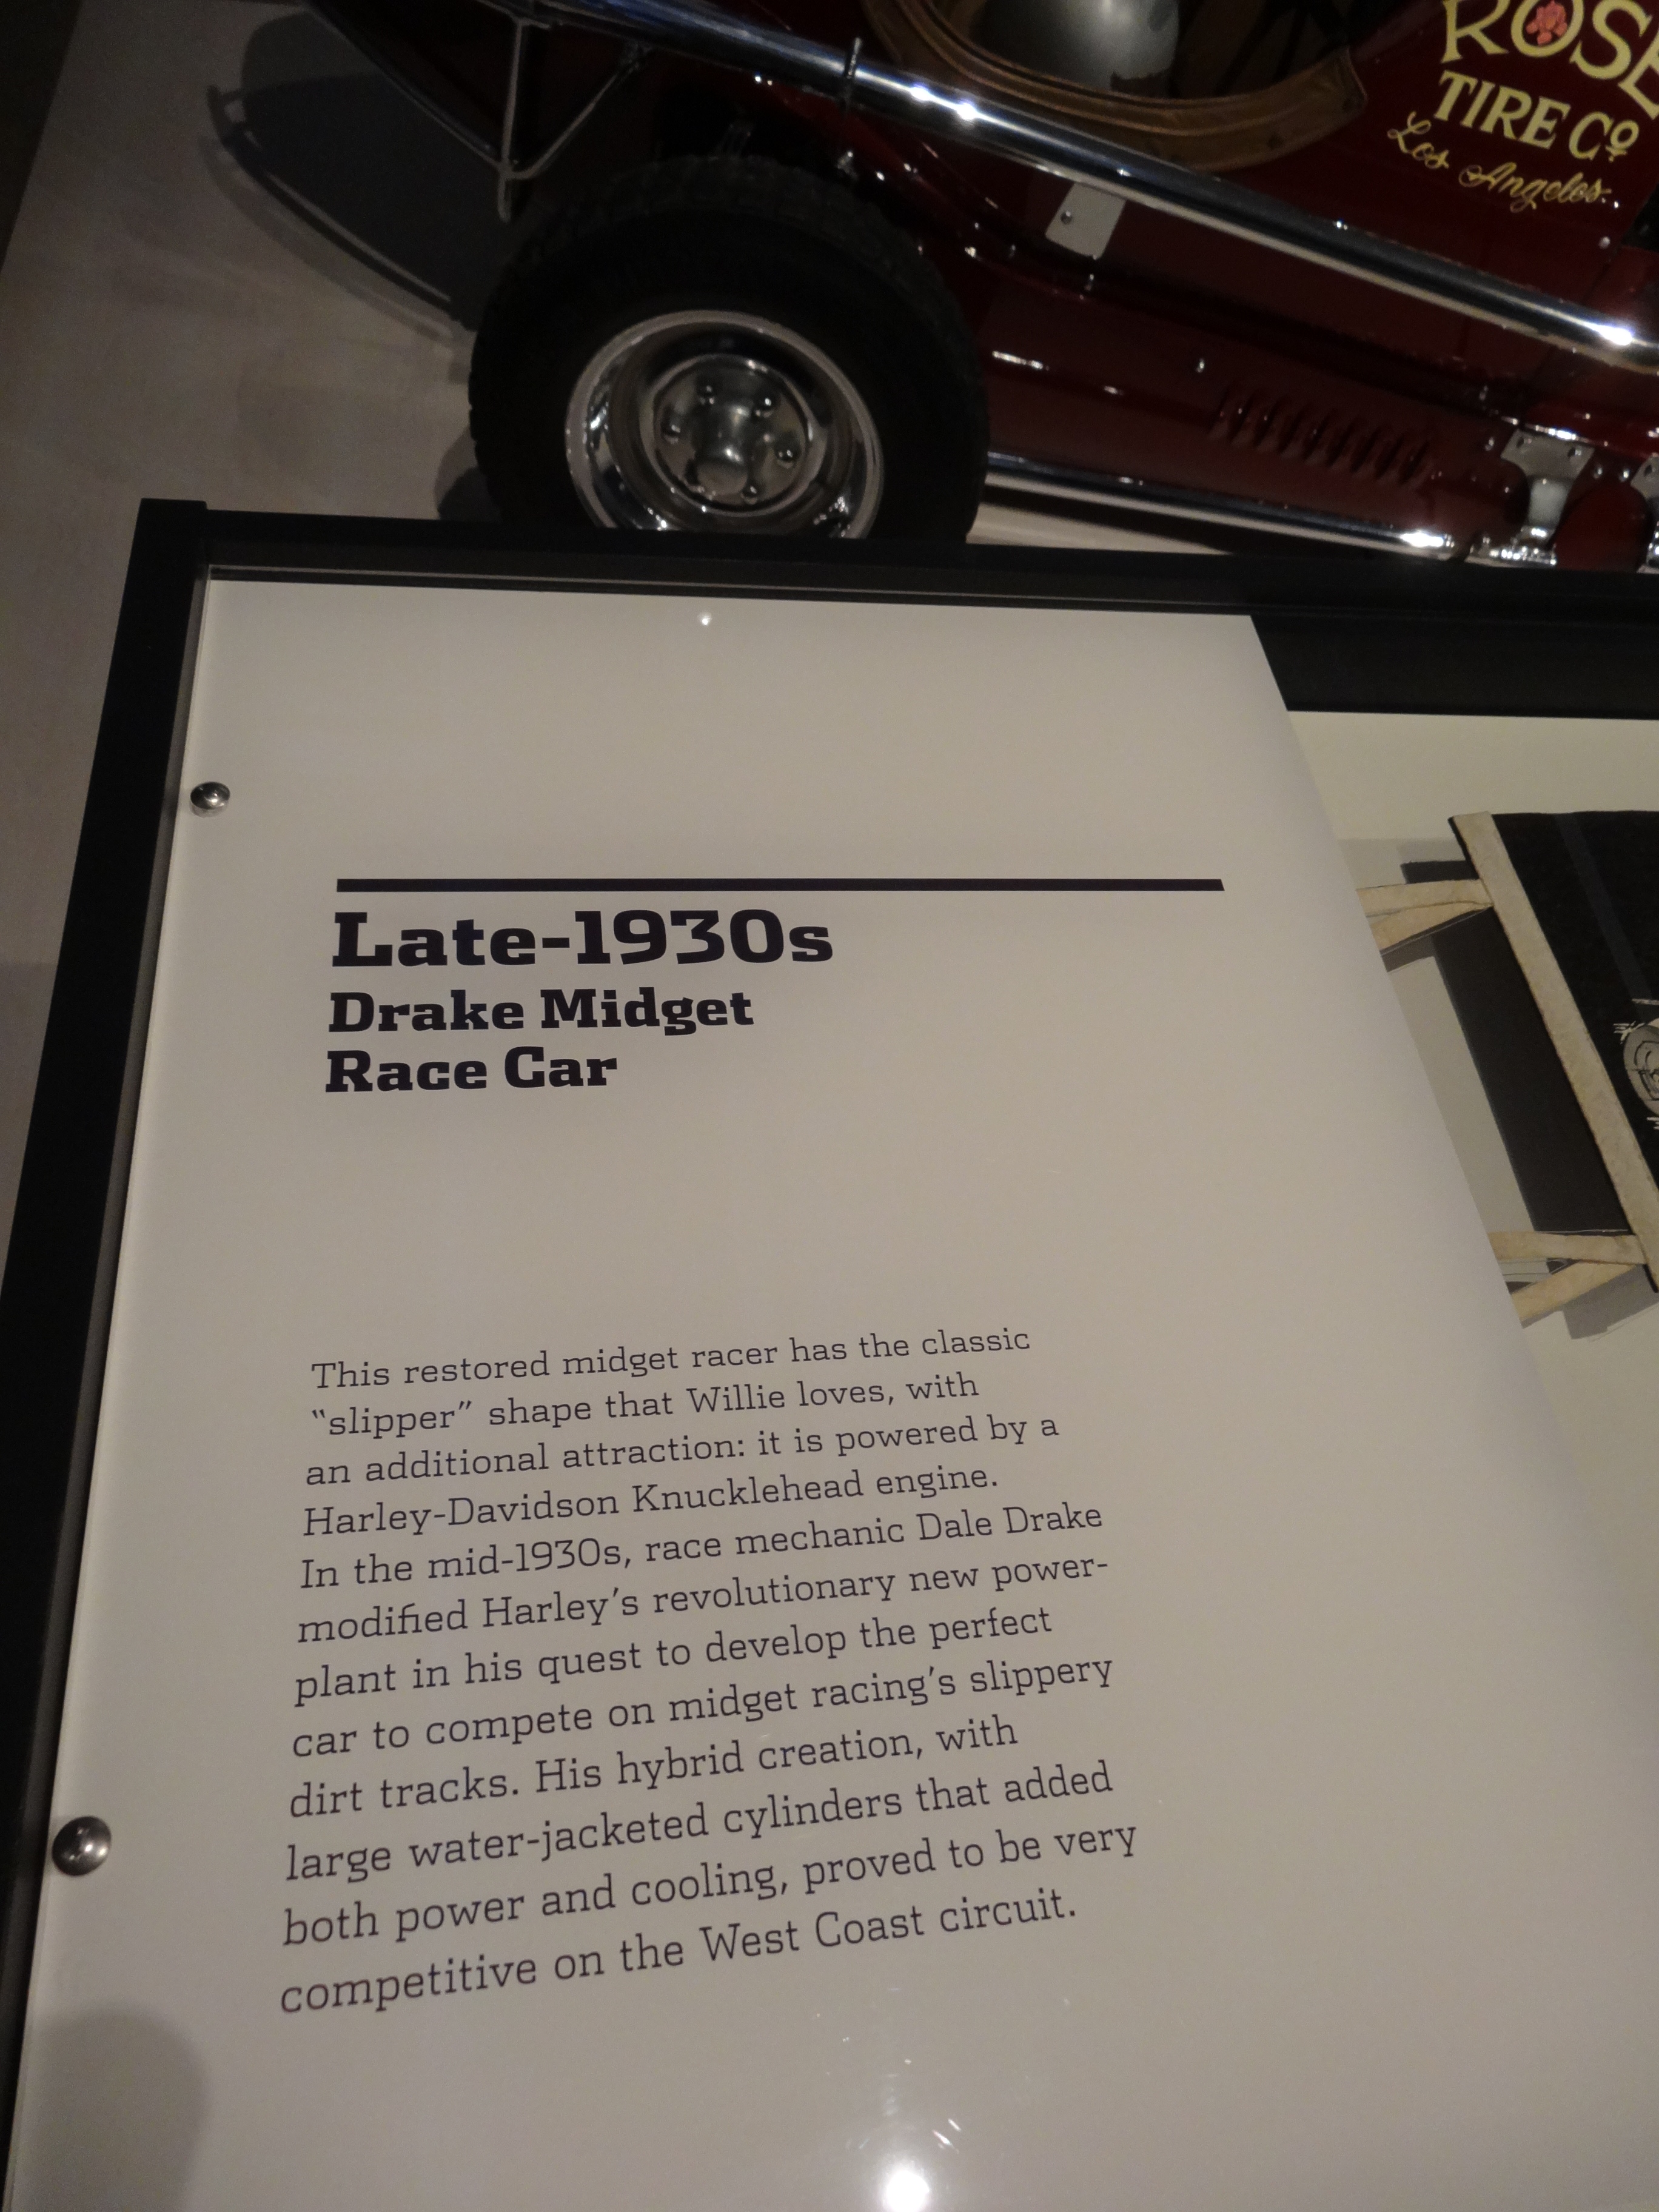 ROSE
TIRE Co
Los Angeles.
Late-1930s
Drake Midget
Race Car
This restored midget racer has the classic
“slipper” shape that Willie loves, with
an additional attraction: it is powered by a
Harley-Davidson Knucklehead engine.
In the mid-1930s, race mechanic Dale Drake
modified Harley’s revolutionary new power-
plant in his quest to develop the perfect
car to compete on midget racing’s slippery
dirt tracks. His hybrid creation, with
large water-jacketed cylinders that added
both power and cooling, proved to be very
competitive on the West Coast circuit.